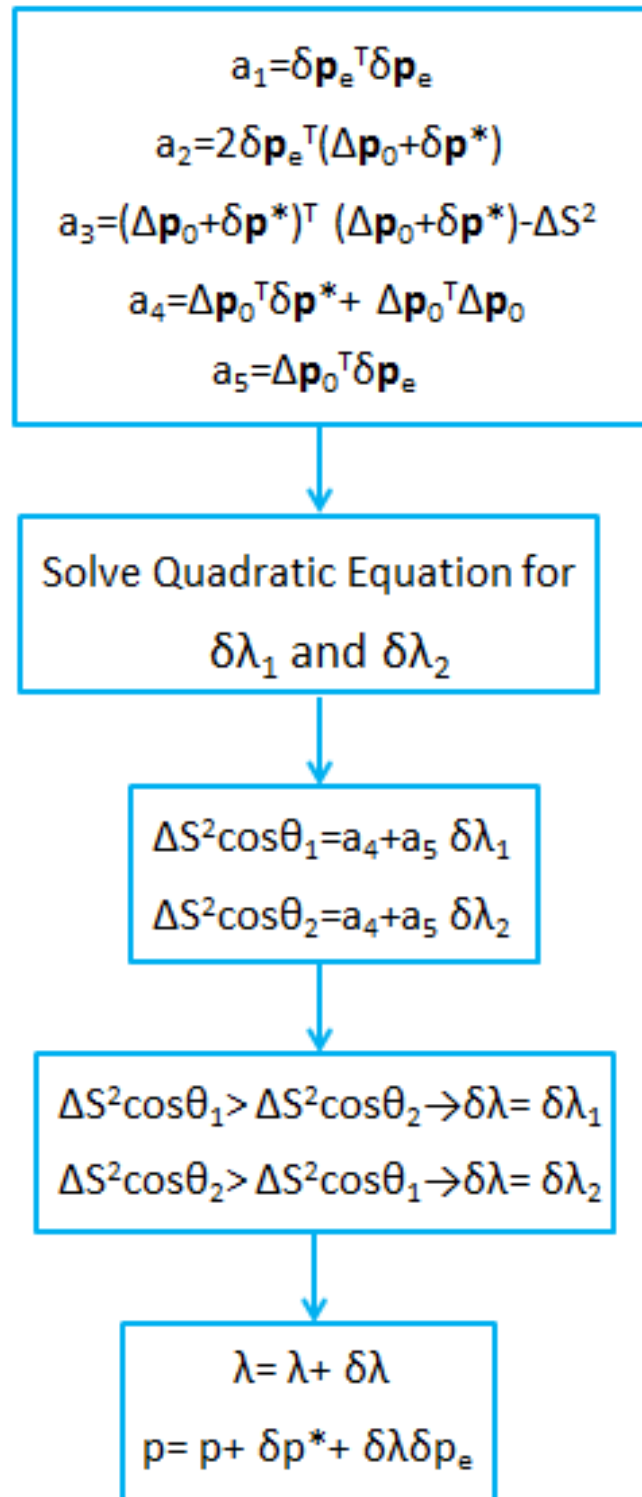 a₁=δpₑᵀδpₑ
a₂=2δpₑᵀ(Δp₀+δp*)
a₃=(Δp₀+δp*)ᵀ (Δp₀+δp*)-ΔS²
a₄=Δp₀ᵀδp*+ Δp₀ᵀΔp₀
a₅=Δp₀ᵀδpₑ
Solve Quadratic Equation for
δλ₁ and δλ₂
ΔS²cosθ₁=a₄+a₅ δλ₁
ΔS²cosθ₂=a₄+a₅ δλ₂
ΔS²cosθ₁> ΔS²cosθ₂→δλ= δλ₁
ΔS²cosθ₂> ΔS²cosθ₁→δλ= δλ₂
λ= λ+ δλ
p= p+ δp*+ δλδpₑ